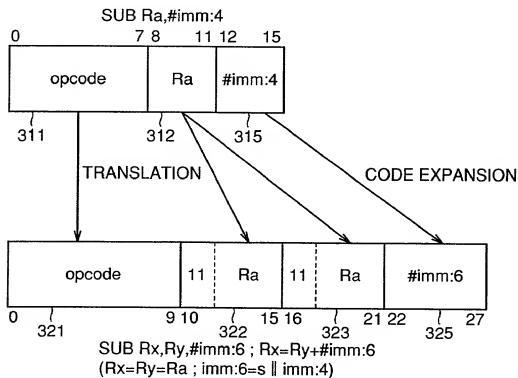 SUB Ra,#imm:4
0 7 8 11 12 15
opcode Ra #imm:4
311 312 315
TRANSLATION CODE EXPANSION
opcode 11 Ra 11 Ra #imm:6
0 9 10 15 16 21 22 27
321 322 323 325
SUB Rx,Ry,#imm:6 ; Rx=Ry+#imm:6
(Rx=Ry=Ra ; imm:6=s || imm:4)